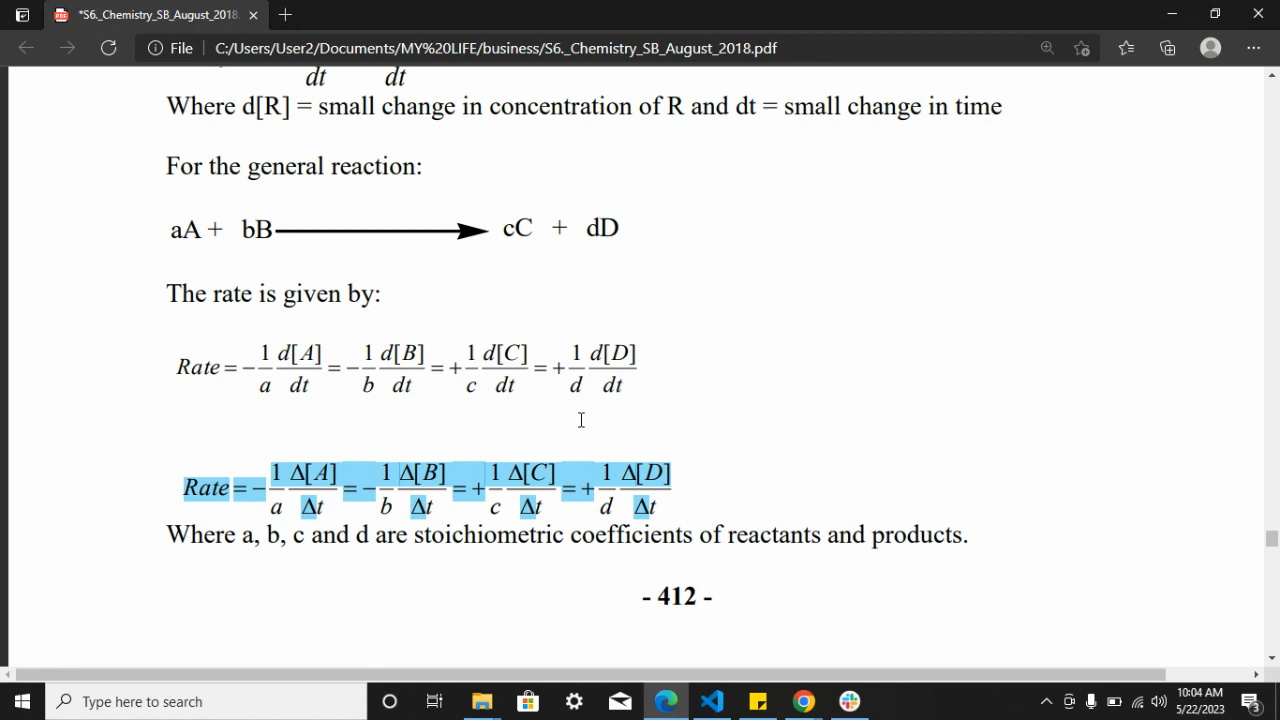 *S6._Chemistry_SB_August_2018.
File C:/Users/User2/Documents/MY%20LIFE/business/S6._Chemistry_SB_August_2018.pdf
dt dt
Where d[R] = small change in concentration of R and dt = small change in time
For the general reaction:
aA + bB ⟶ cC + dD
The rate is given by:
Rate = −1/a d[A]/dt = −1/b d[B]/dt = +1/c d[C]/dt = +1/d d[D]/dt
Rate = −1/a Δ[A]/Δt = −1/b Δ[B]/Δt = +1/c Δ[C]/Δt = +1/d Δ[D]/Δt
Where a, b, c and d are stoichiometric coefficients of reactants and products.
- 412 -
Type here to search
10:04 AM
5/22/2023
3